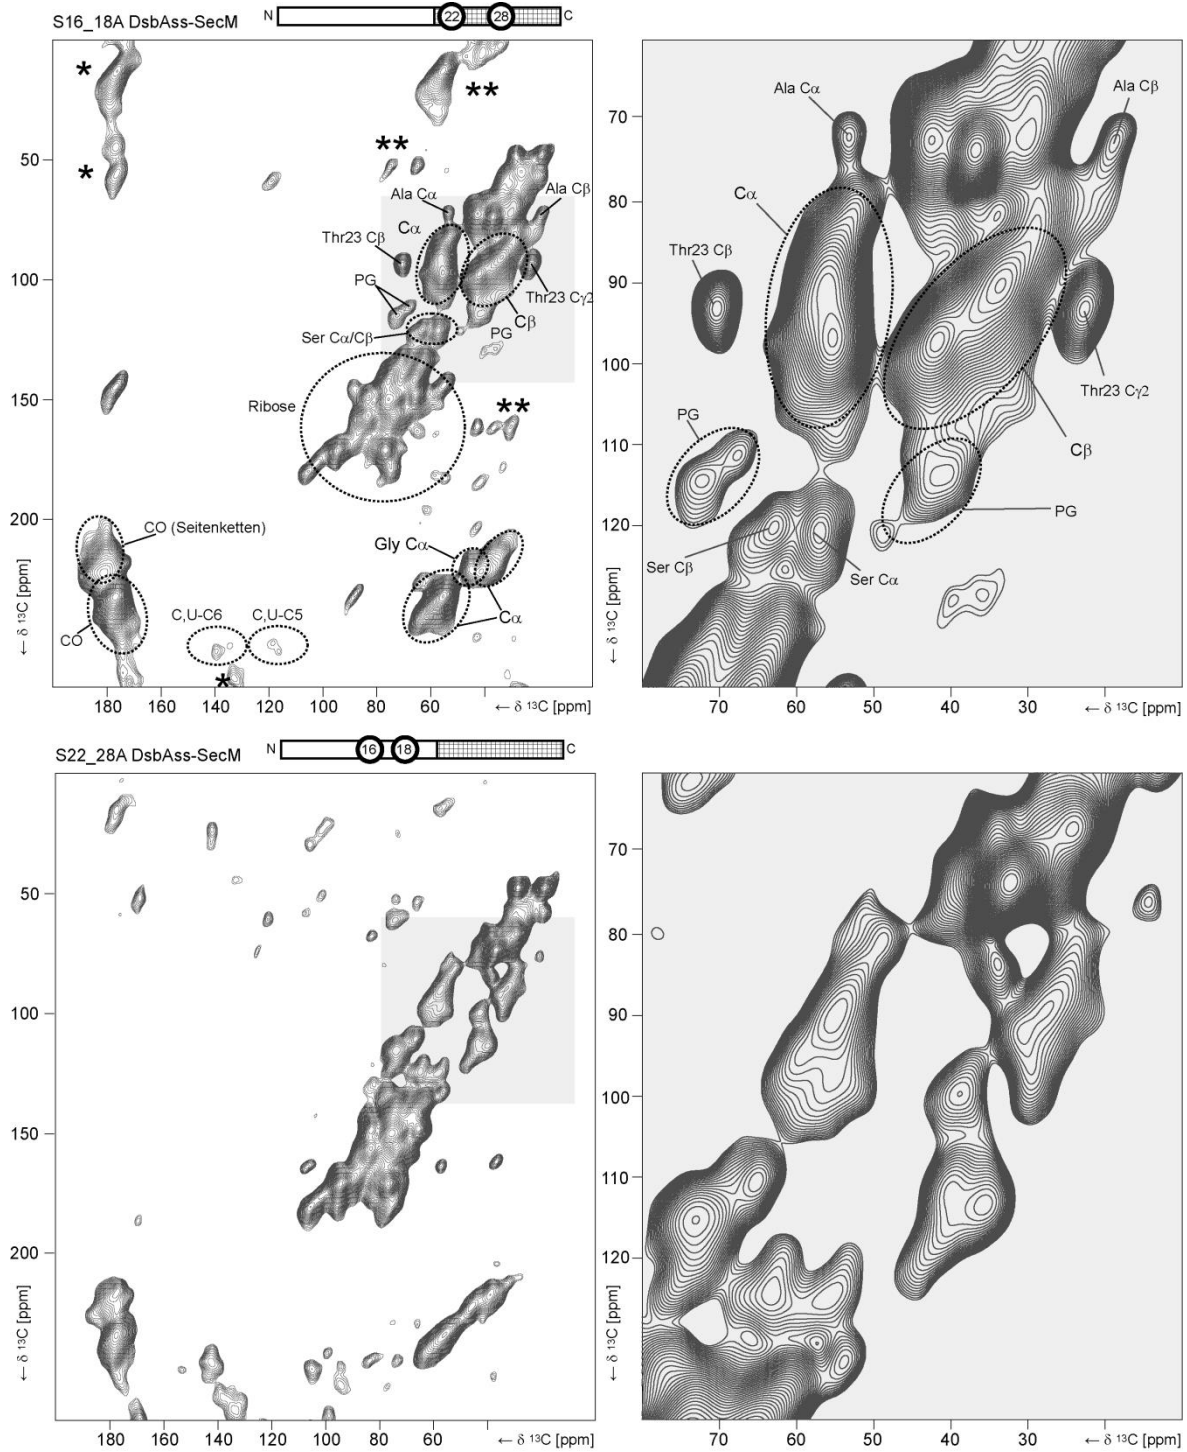 S16_18A DsbAss-SecM
N 22 28 C
*
**
**
*
50
Ala Cα
Ala Cβ
Cα
Thr23 Cβ
100
PG
Thr23 Cγ2
Cβ
Ser Cα/Cβ
PG
150
Ribose
**
200
CO (Seitenketten)
Gly Cα
C,U-C6
C,U-C5
Cα
CO
*
← δ 13C [ppm]
180 160 140 120 100 80 60 ← δ 13C [ppm]
Ala Cα
Ala Cβ
70
80
Cα
Thr23 Cβ
90
100
Thr23 Cγ2
PG
110
Cβ
PG
120
Ser Cβ
Ser Cα
← δ 13C [ppm]
70 60 50 40 30 ← δ 13C [ppm]
S22_28A DsbAss-SecM
N 16 18 C
50
100
150
200
← δ 13C [ppm]
180 160 140 120 100 80 60 ← δ 13C [ppm]
70
80
90
100
110
120
← δ 13C [ppm]
70 60 50 40 30 ← δ 13C [ppm]